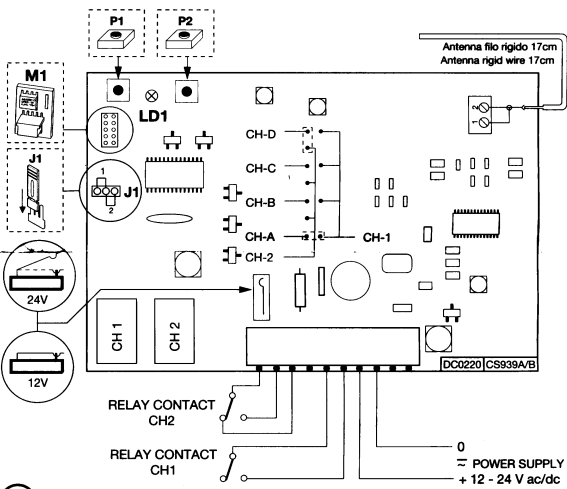 P1
P2
Antenna filo rigido 17cm
Antenna rigid wire 17cm
M1
LD1
2
1
CH-D
J1
CH-C
1
J1
2
CH-B
CH-A
CH-1
CH-2
24V
CH 1
CH 2
12V
DC0220 CS939A/B
RELAY CONTACT
CH2
RELAY CONTACT
CH1
0
POWER SUPPLY
+ 12 - 24 V ac/dc